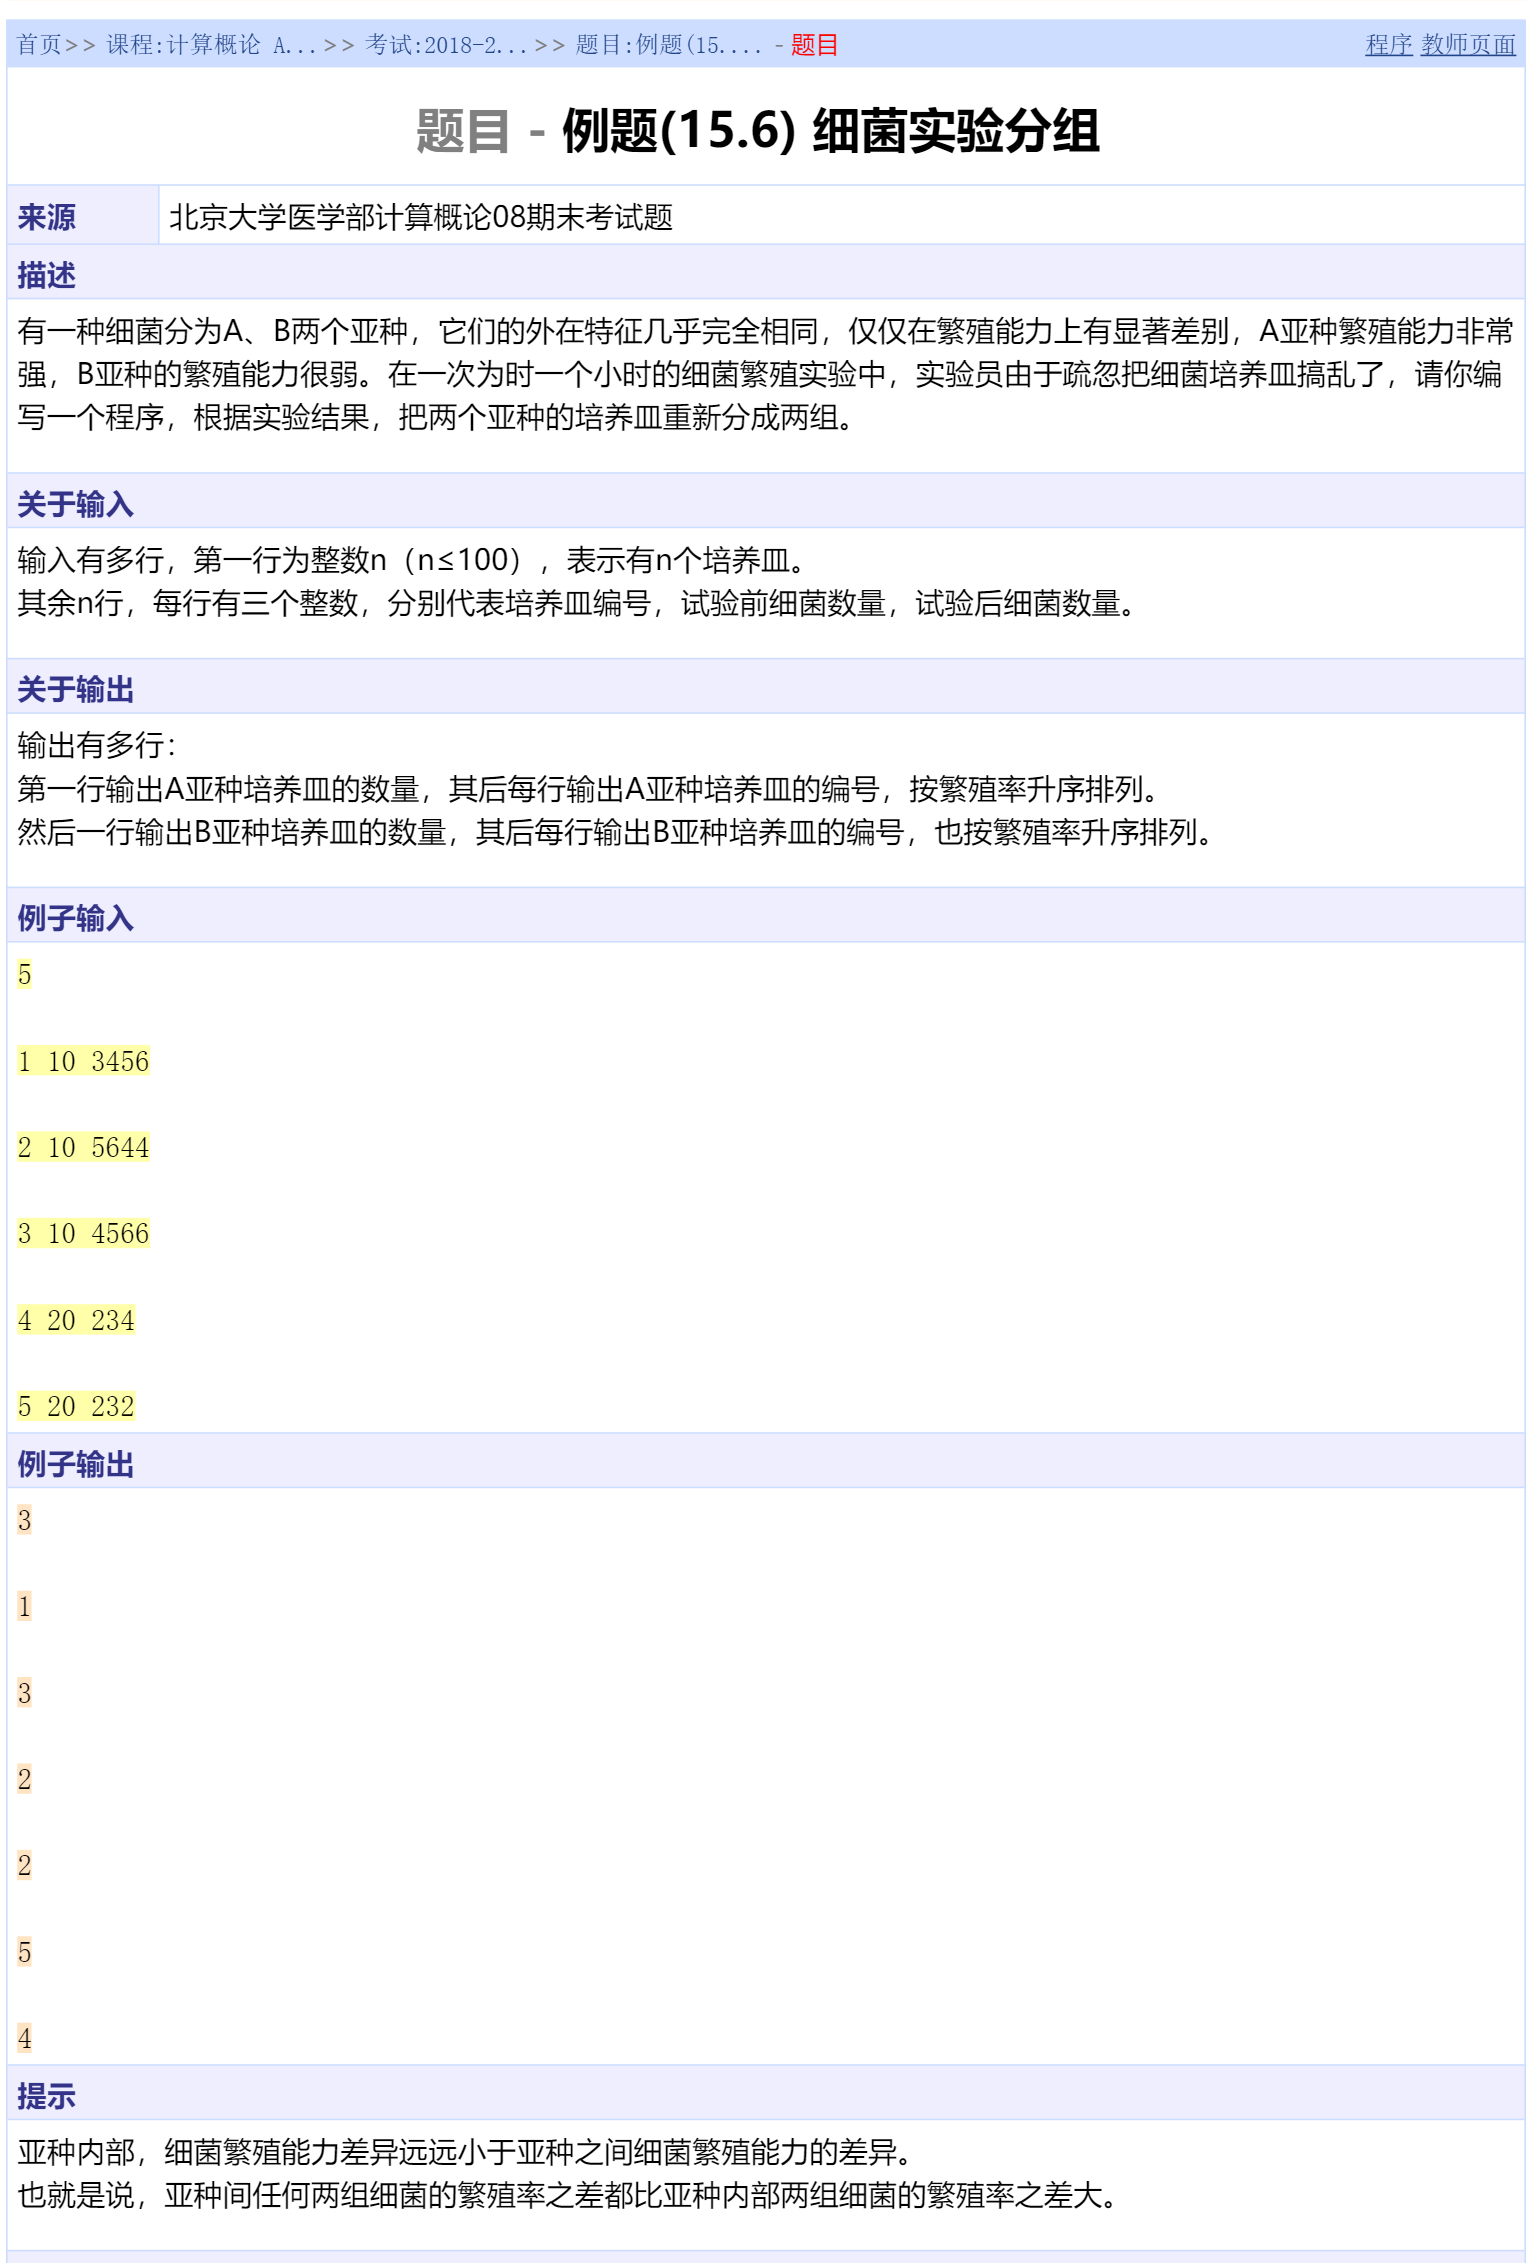 首页>> 课程:计算概论 A...>> 考试:2018-2...>> 题目:例题(15.... - 题目 程序 教师页面
题目 - 例题(15.6) 细菌实验分组
来源 北京大学医学部计算概论08期末考试题
描述
有一种细菌分为A、B两个亚种，它们的外在特征几乎完全相同，仅仅在繁殖能力上有显著差别，A亚种繁殖能力非常
强，B亚种的繁殖能力很弱。在一次为时一个小时的细菌繁殖实验中，实验员由于疏忽把细菌培养皿搞乱了，请你编
写一个程序，根据实验结果，把两个亚种的培养皿重新分成两组。
关于输入
输入有多行，第一行为整数n（n≤100），表示有n个培养皿。
其余n行，每行有三个整数，分别代表培养皿编号，试验前细菌数量，试验后细菌数量。
关于输出
输出有多行：
第一行输出A亚种培养皿的数量，其后每行输出A亚种培养皿的编号，按繁殖率升序排列。
然后一行输出B亚种培养皿的数量，其后每行输出B亚种培养皿的编号，也按繁殖率升序排列。
例子输入
5
1 10 3456
2 10 5644
3 10 4566
4 20 234
5 20 232
例子输出
3
1
3
2
2
5
4
提示
亚种内部，细菌繁殖能力差异远远小于亚种之间细菌繁殖能力的差异。
也就是说，亚种间任何两组细菌的繁殖率之差都比亚种内部两组细菌的繁殖率之差大。